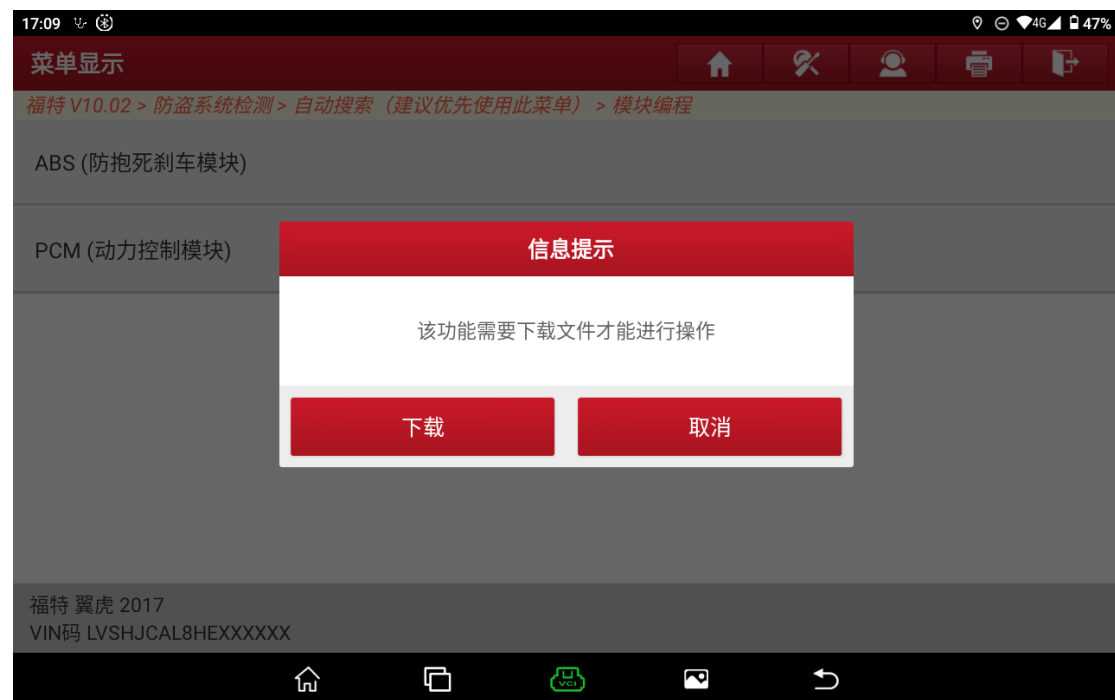 17:09
4G
47%
菜单显示
福特 V10.02 > 防盗系统检测 > 自动搜索（建议优先使用此菜单） > 模块编程
ABS (防抱死刹车模块)
PCM (动力控制模块)
信息提示
该功能需要下载文件才能进行操作
下载
取消
福特 翼虎 2017
VIN码 LVSHJCAL8HEXXXXXX
VCI